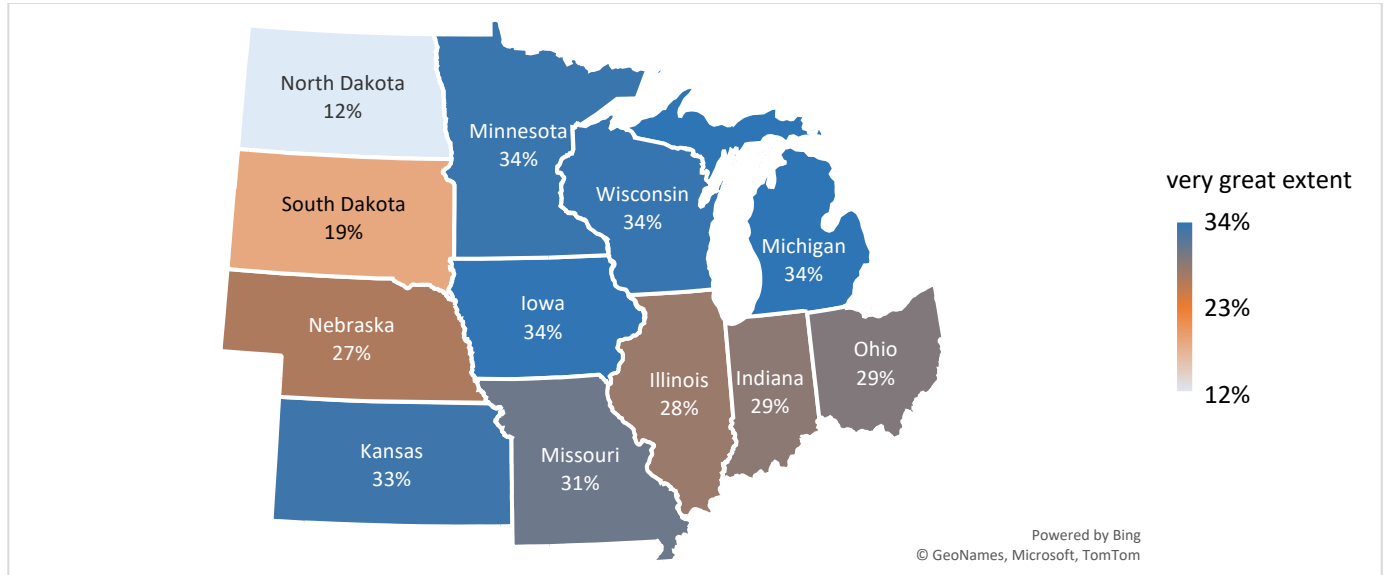 North Dakota
12%
Minnesota
34%
South Dakota
19%
Wisconsin
34%
Michigan
34%
Nebraska
27%
Iowa
34%
Illinois
28%
Indiana
29%
Ohio
29%
Kansas
33%
Missouri
31%
very great extent
34%
23%
12%
Powered by Bing
© GeoNames, Microsoft, TomTom